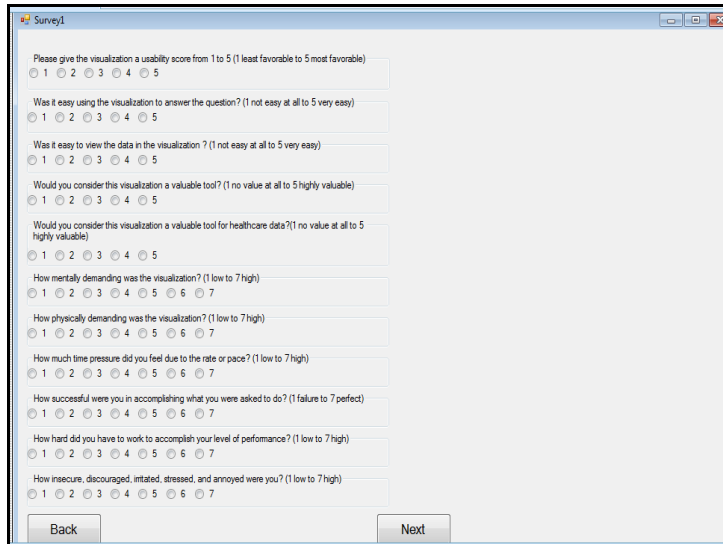 Survey1
Please give the visualization a usability score from 1 to 5 (1 least favorable to 5 most favorable)
1 2 3 4 5
Was it easy using the visualization to answer the question? (1 not easy at all to 5 very easy)
1 2 3 4 5
Was it easy to view the data in the visualization ? (1 not easy at all to 5 very easy)
1 2 3 4 5
Would you consider this visualization a valuable tool? (1 no value at all to 5 highly valuable)
1 2 3 4 5
Would you consider this visualization a valuable tool for healthcare data?(1 no value at all to 5
highly valuable)
1 2 3 4 5
How mentally demanding was the visualization? (1 low to 7 high)
1 2 3 4 5 6 7
How physically demanding was the visualization? (1 low to 7 high)
1 2 3 4 5 6 7
How much time pressure did you feel due to the rate or pace? (1 low to 7 high)
1 2 3 4 5 6 7
How successful were you in accomplishing what you were asked to do? (1 failure to 7 perfect)
1 2 3 4 5 6 7
How hard did you have to work to accomplish your level of performance? (1 low to 7 high)
1 2 3 4 5 6 7
How insecure, discouraged, irritated, stressed, and annoyed were you? (1 low to 7 high)
1 2 3 4 5 6 7
Back Next